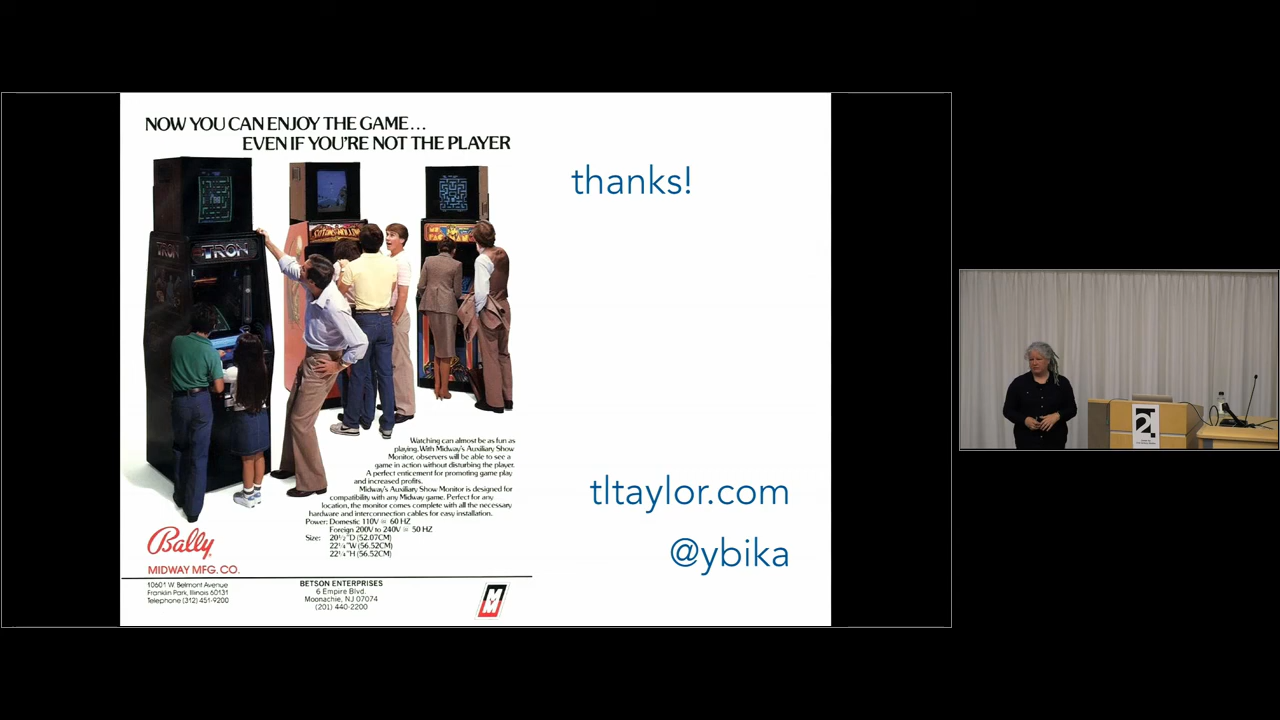 NOW YOU CAN ENJOY THE GAME...
EVEN IF YOU'RE NOT THE PLAYER
TRON
TRON
Watching can almost be as fun as
playing. With Midway's Auxiliary Show
Monitor, observers will be able to see a
game in action without disturbing the player.
A perfect enticement for promoting game play
and increased profits.
Midway's Auxiliary Show Monitor is designed for
compatibility with any Midway game. Perfect for any
location, the monitor comes complete with all the necessary
hardware and interconnection cables for easy installation.
Power: Domestic 110V @ 60 HZ
Foreign 200V to 240V @ 50 HZ
Size: 20½"D (52.07CM)
22¼"W (56.52CM)
22¼"H (56.52CM)
Bally
MIDWAY MFG. CO.
10601 W. Belmont Avenue
Franklin Park, Illinois 60131
Telephone (312) 451-9200
BETSON ENTERPRISES
6 Empire Blvd.
Moonachie, NJ 07074
(201) 440-2200
thanks!
tltaylor.com
@ybika